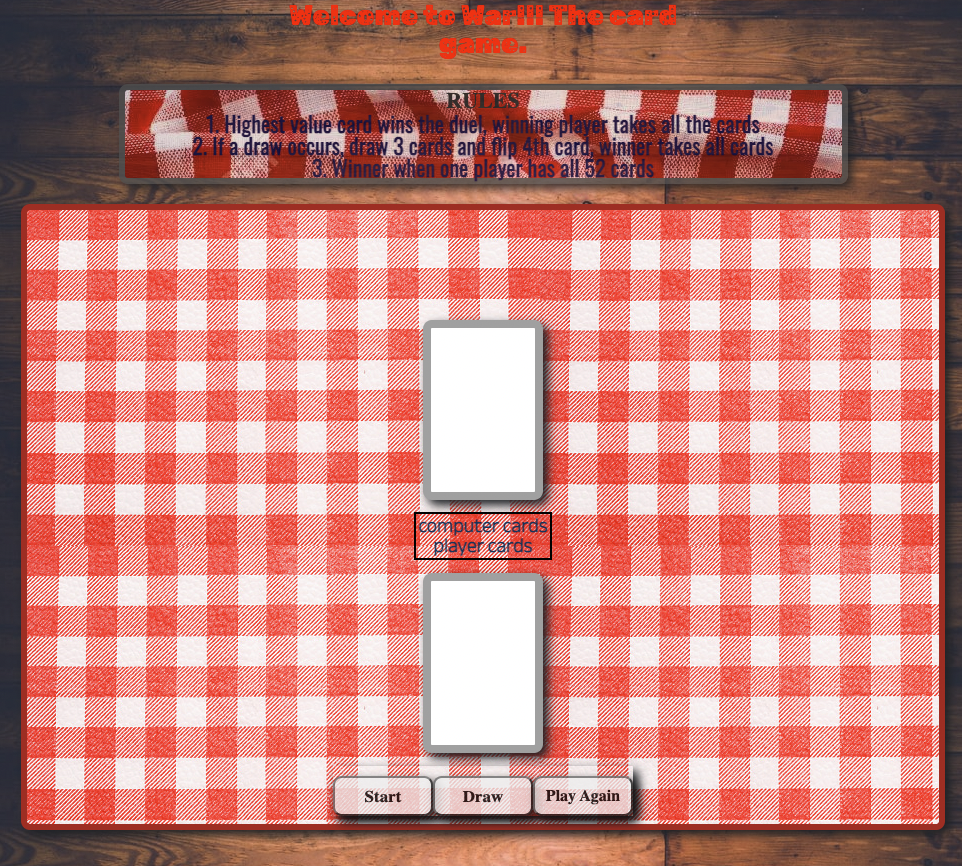 Welcome to War!!! The card
game.
RULES
1. Highest value card wins the duel, winning player takes all the cards
2. If a draw occurs, draw 3 cards and flip 4th card, winner takes all cards
3. Winner when one player has all 52 cards
computer cards
player cards
Start Draw Play Again